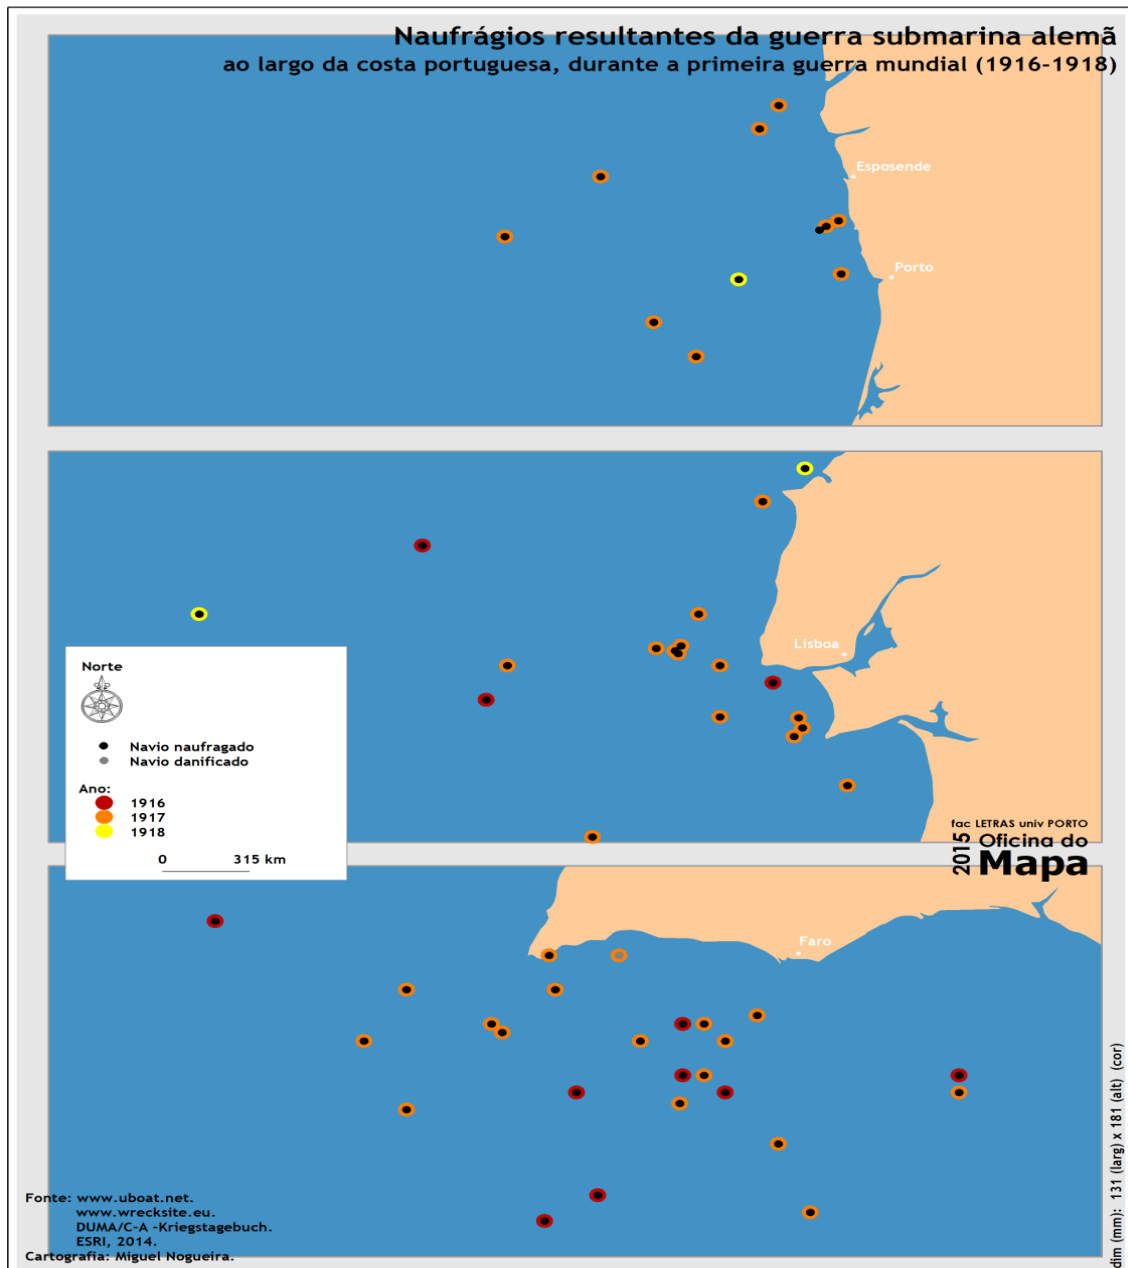 Naufrágios resultantes da guerra submarina alemã
ao largo da costa portuguesa, durante a primeira guerra mundial (1916-1918)
Esposende
Porto
Lisboa
Norte
Navio naufragado
Navio danificado
Ano:
1916
1917
1918
0 315 km
fac LETRAS univ PORTO
2015 Oficina do
Mapa
Faro
Fonte: www.uboat.net.
www.wrecksite.eu.
DUMA/C-A -Kriegstagebuch.
ESRI, 2014.
Cartografia: Miguel Nogueira.
dim (mm): 131 (larg) x 181 (alt) (cor)